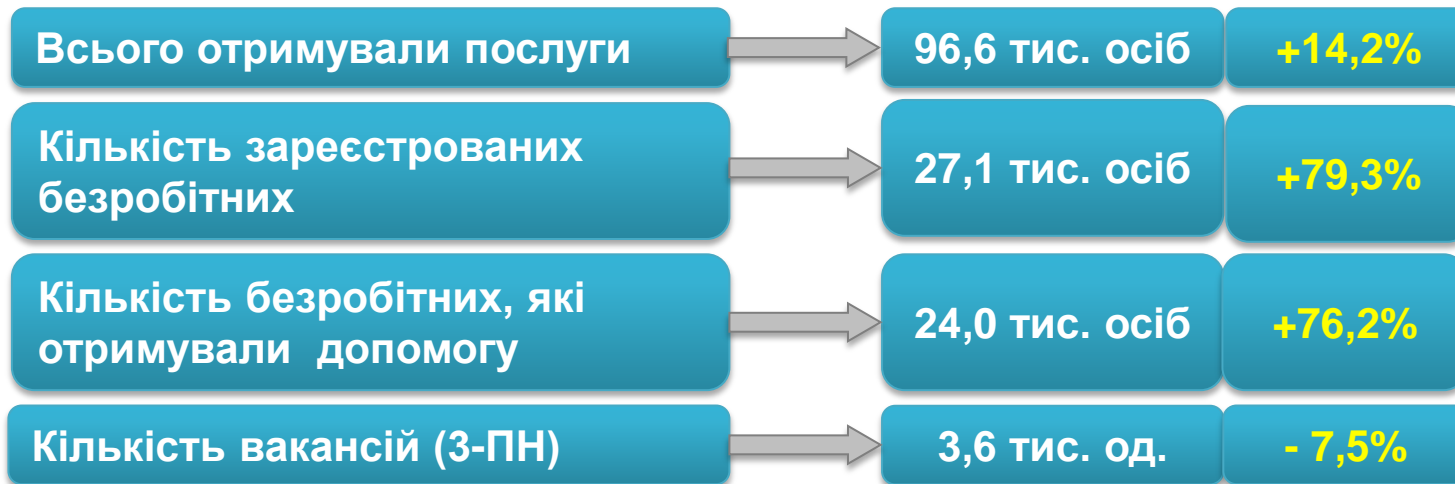 Всього отримували послуги 96,6 тис. осіб +14,2%
Кількість зареєстрованих
безробітних
27,1 тис. осіб +79,3%
Кількість безробітних, які
отримували допомогу
24,0 тис. осіб +76,2%
Кількість вакансій (3-ПН) 3,6 тис. од. - 7,5%